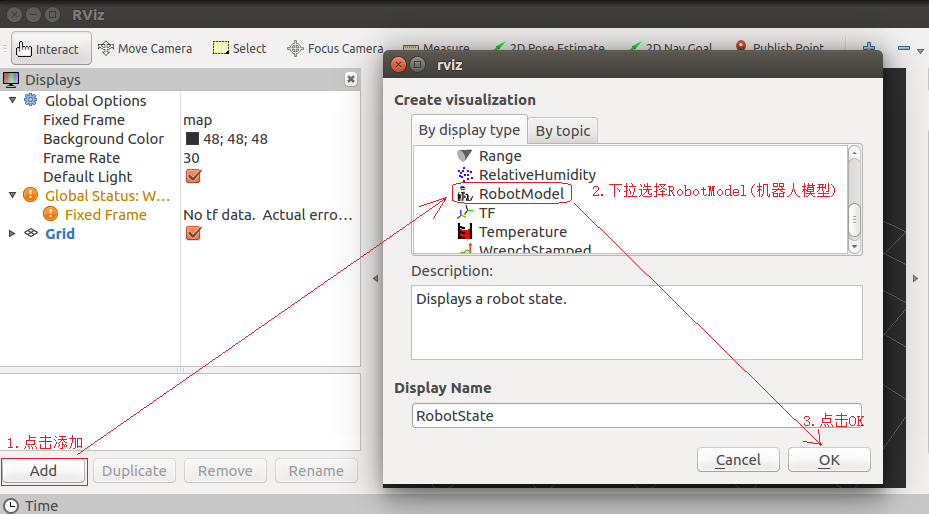 RViz
Interact
Move Camera
Select
Focus Camera
Measure
2D Pose Estimate
2D Nav Goal
Publish Point
Displays
Global Options
Fixed Frame
map
Background Color
48; 48; 48
Frame Rate
30
Default Light
Global Status: W...
Fixed Frame
No tf data. Actual erro...
Grid
1.点击添加
Add
Duplicate
Remove
Rename
Time
rviz
Create visualization
By display type
By topic
Range
RelativeHumidity
RobotModel
2.下拉选择RobotModel(机器人模型)
TF
Temperature
WrenchStamped
Description:
Displays a robot state.
Display Name
RobotState
3.点击OK
Cancel
OK